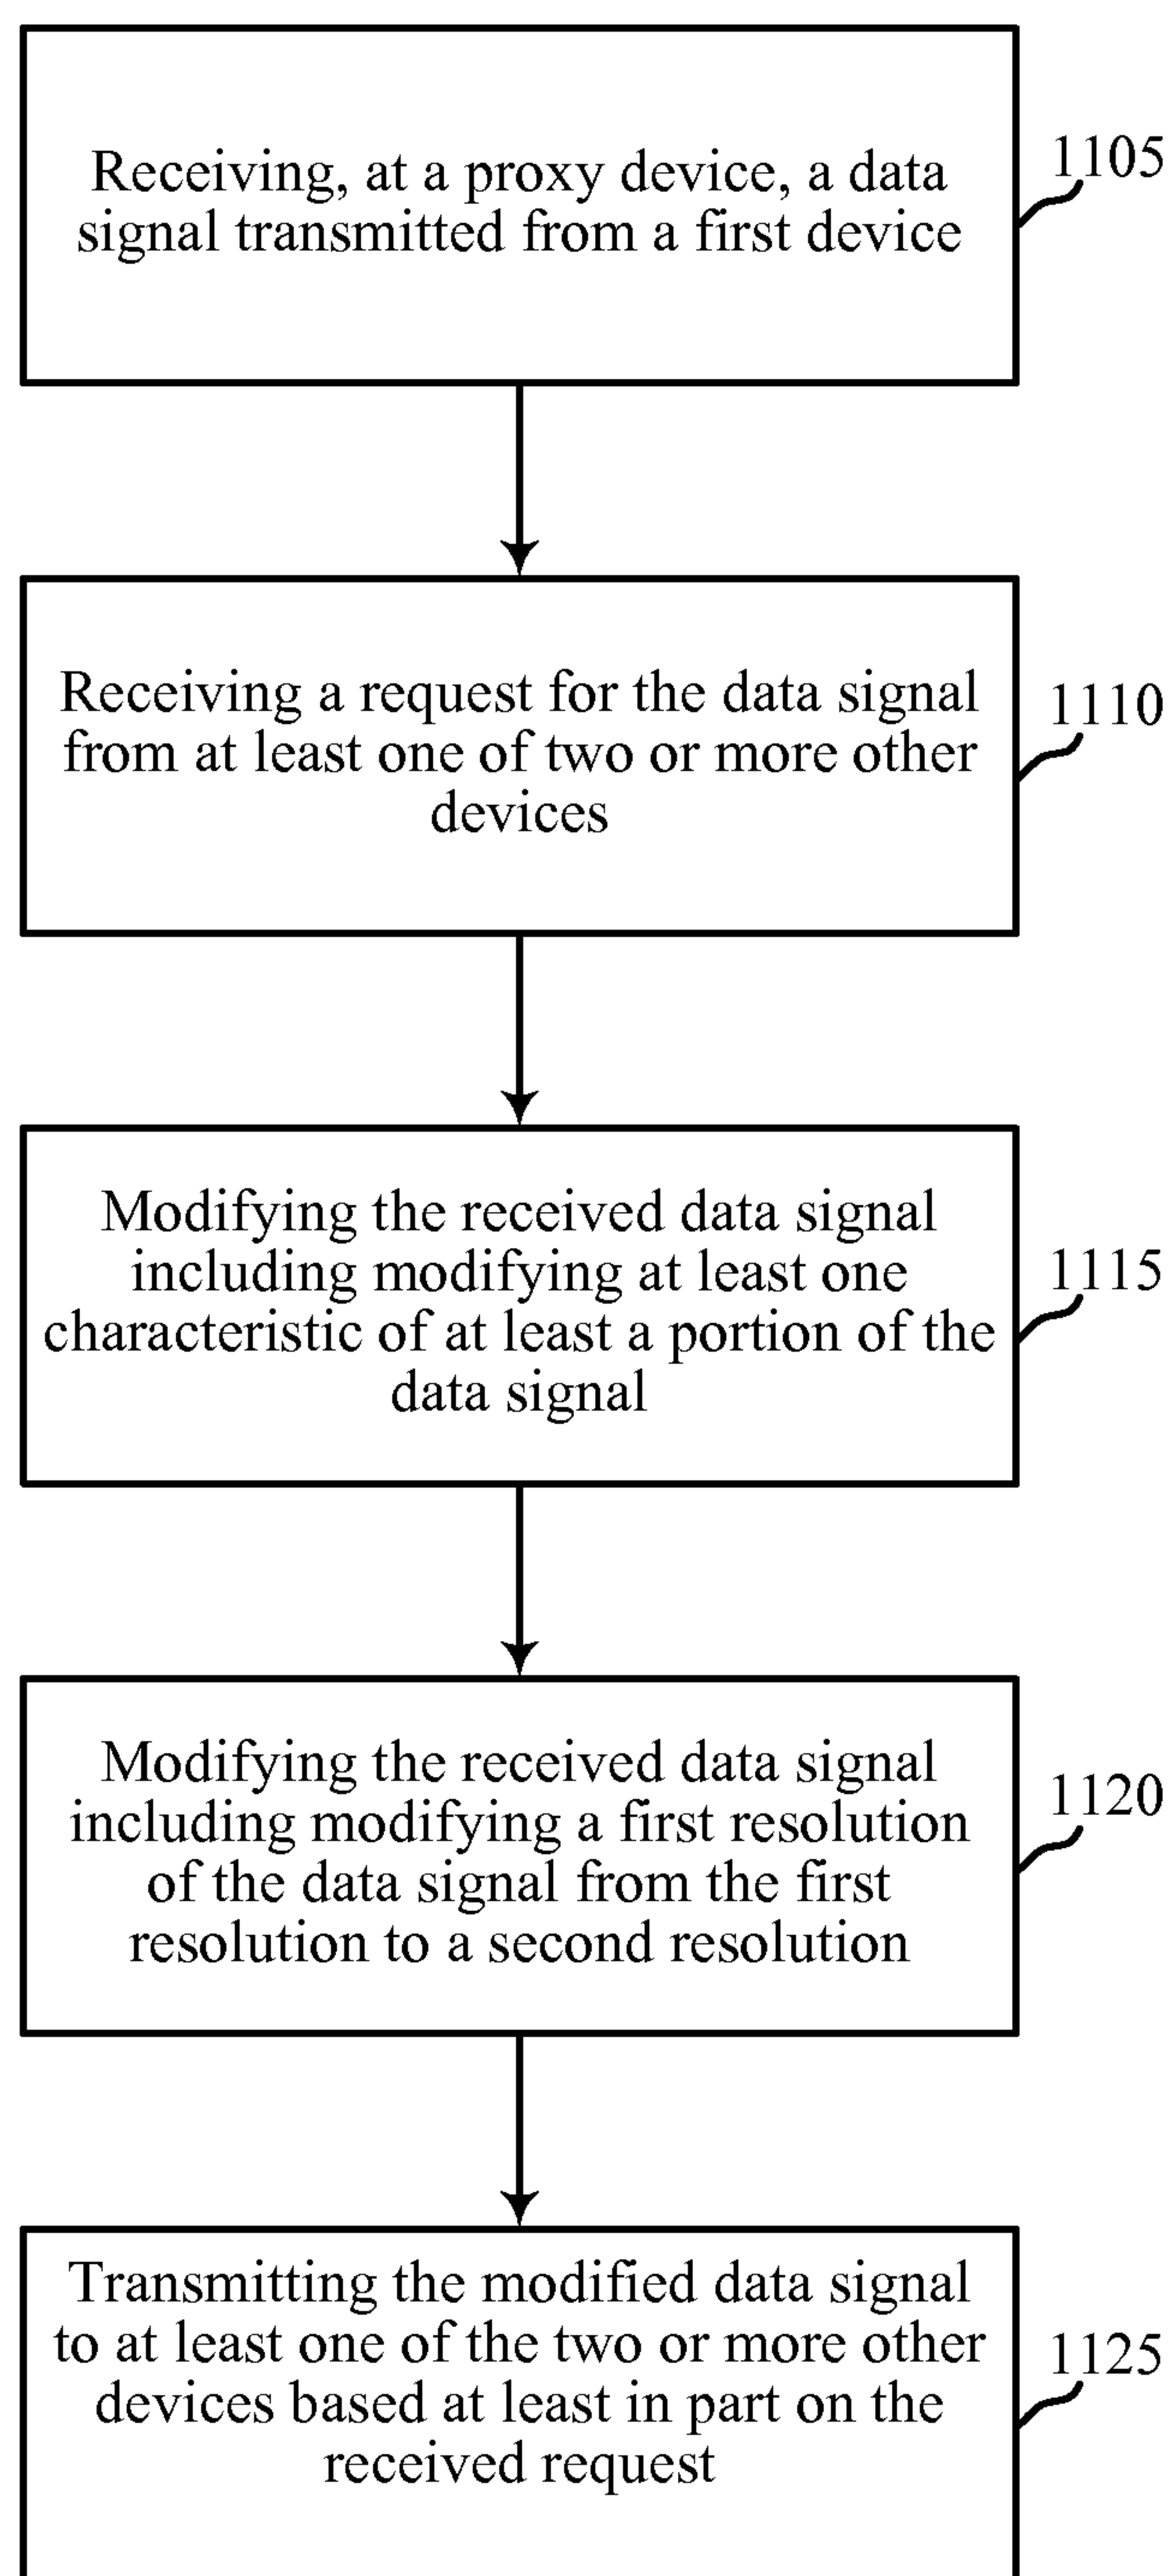 Receiving, at a proxy device, a data
signal transmitted from a first device
1105
Receiving a request for the data signal
from at least one of two or more other
devices
1110
Modifying the received data signal
including modifying at least one
characteristic of at least a portion of the
data signal
1115
Modifying the received data signal
including modifying a first resolution
of the data signal from the first
resolution to a second resolution
1120
Transmitting the modified data signal
to at least one of the two or more other
devices based at least in part on the
received request
1125